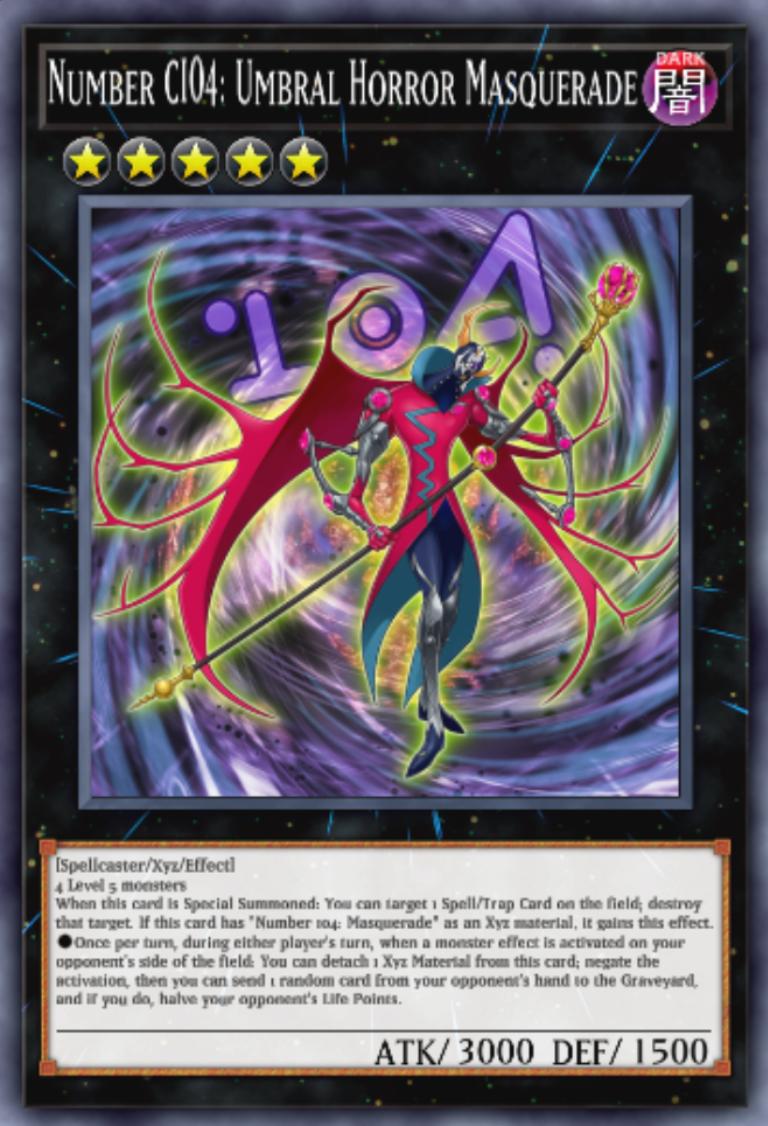 Number C104: Umbral Horror Masquerade
DARK
闇
104
[Spellcaster/Xyz/Effect]
4 Level 5 monsters
When this card is Special Summoned: You can target 1 Spell/Trap Card on the field; destroy
that target. If this card has "Number 104: Masquerade" as an Xyz material, it gains this effect.
●Once per turn, during either player's turn, when a monster effect is activated on your
opponent's side of the field: You can detach 1 Xyz Material from this card; negate the
activation, then you can send 1 random card from your opponent's hand to the Graveyard,
and if you do, halve your opponent's Life Points.
ATK/ 3000 DEF/ 1500